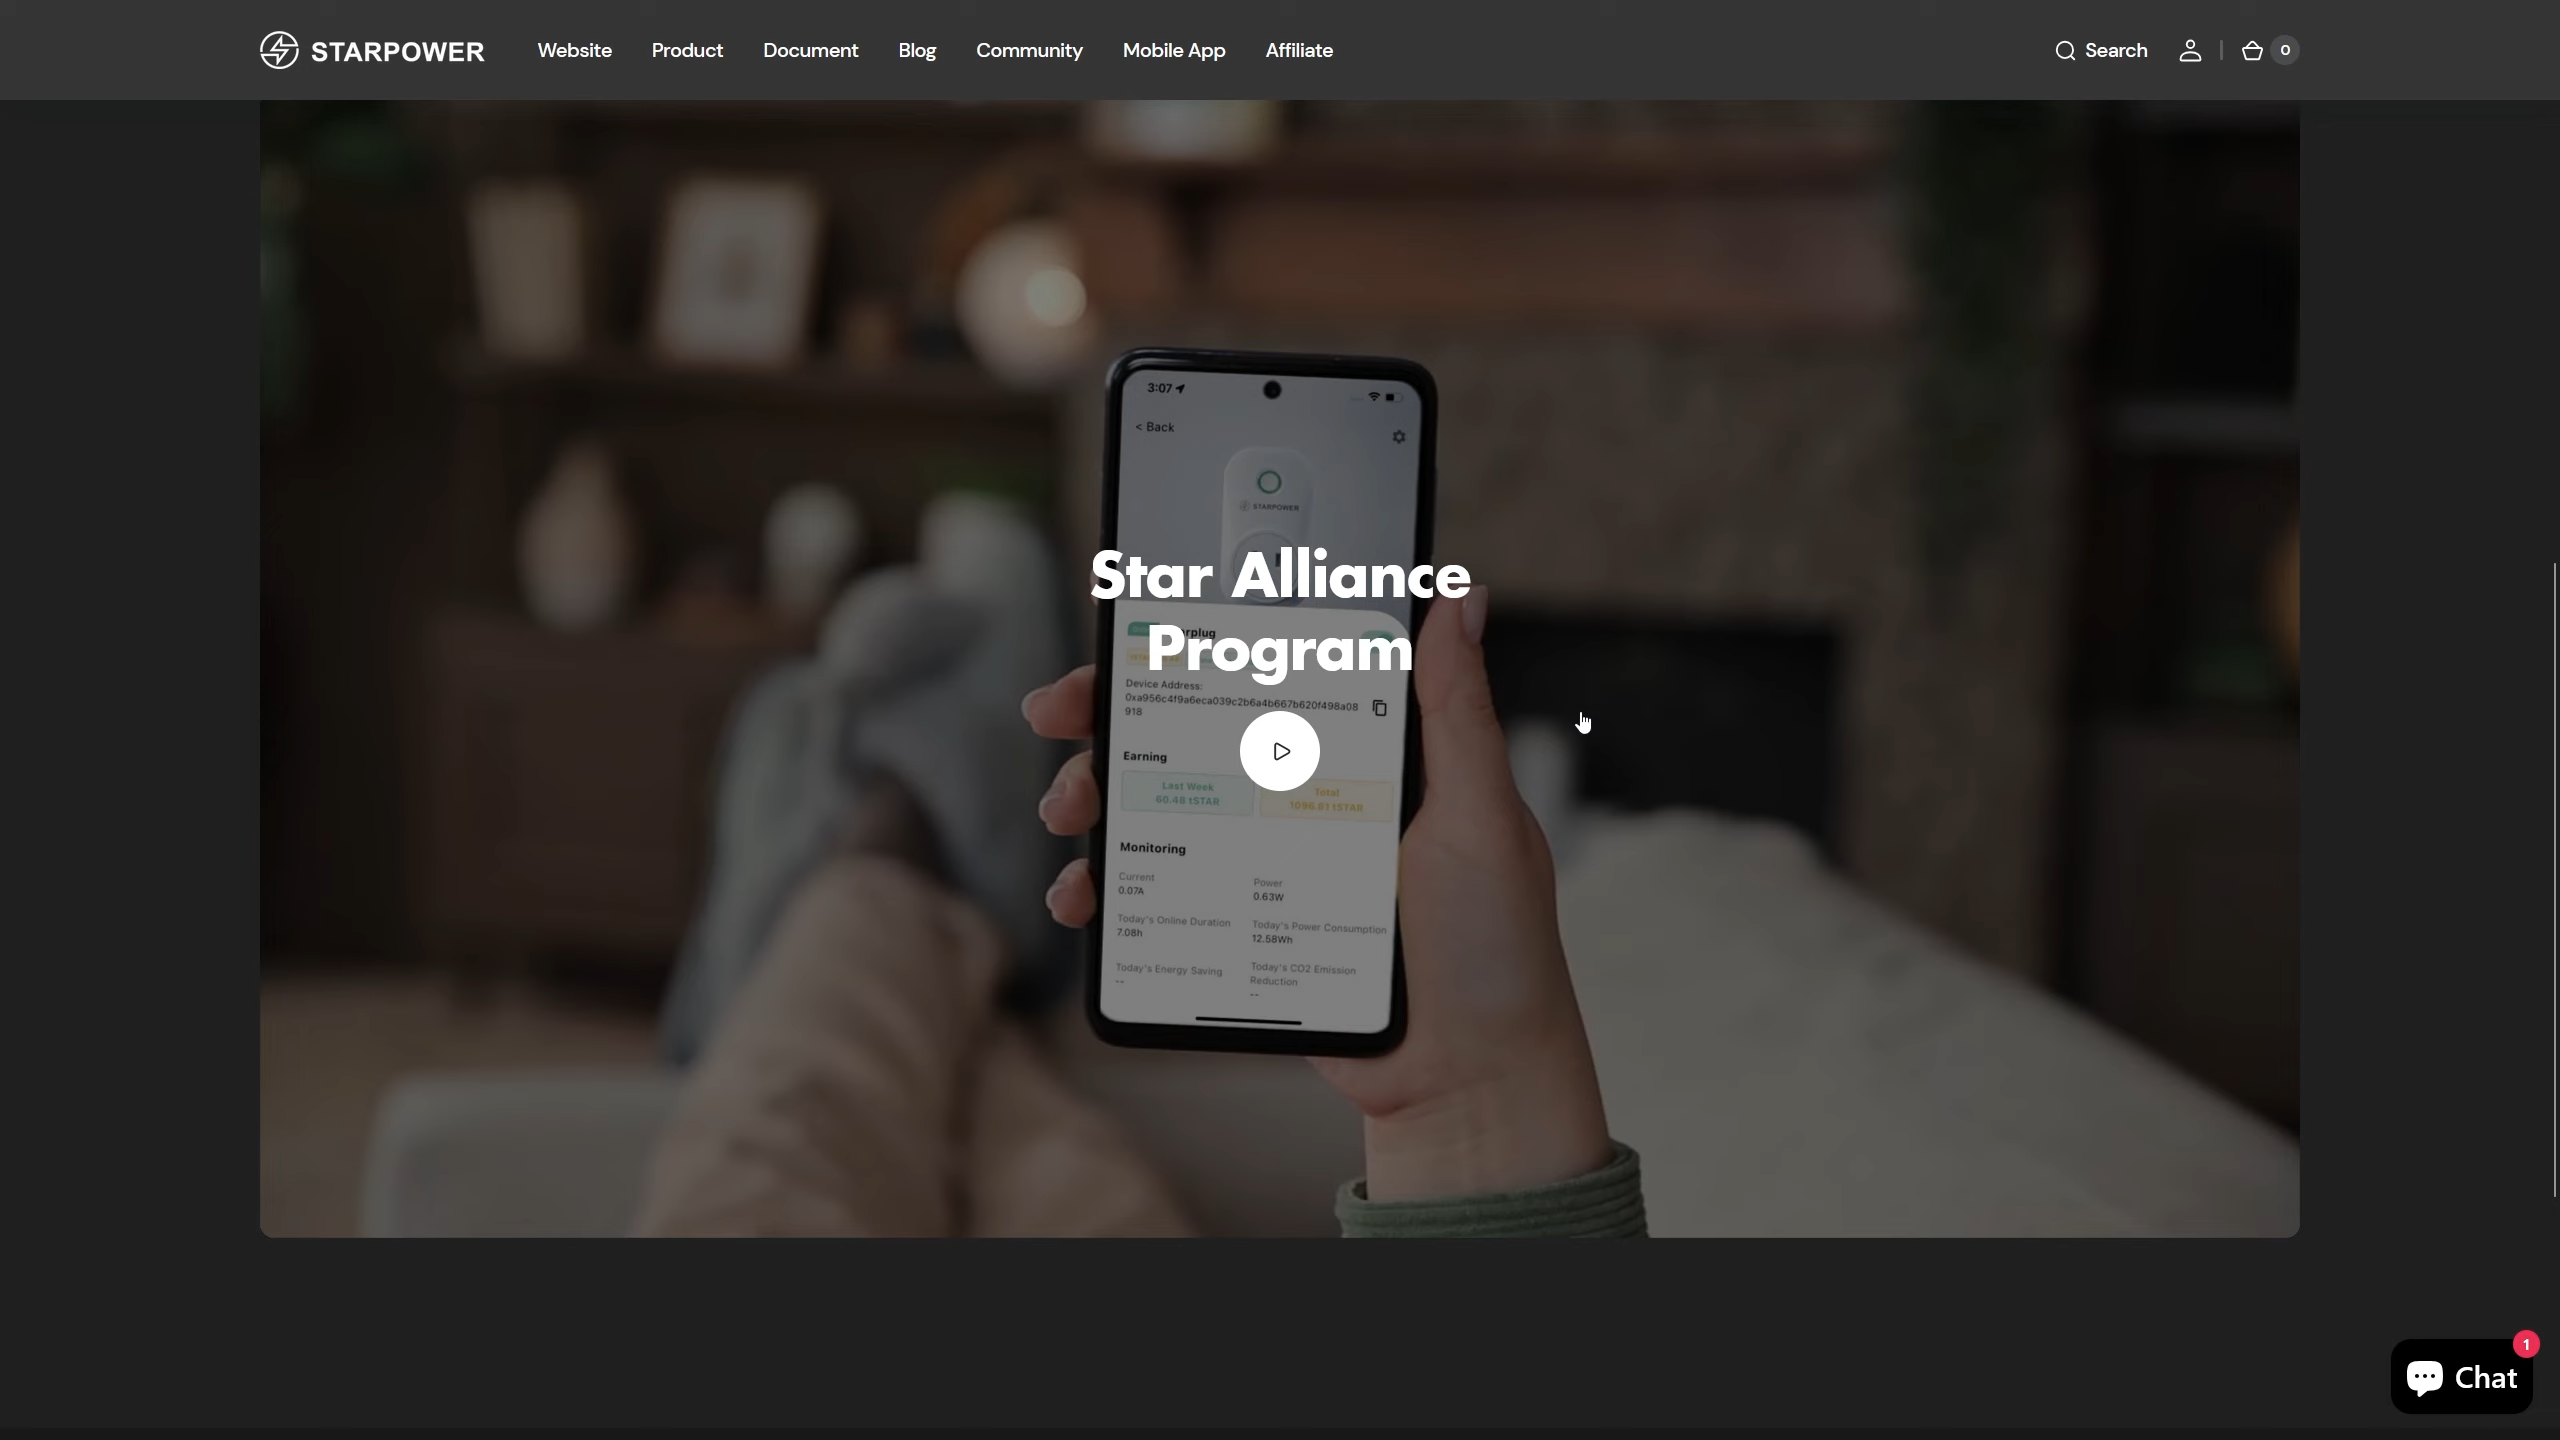 STARPOWER Website Product Document Blog Community Mobile App Affiliate Search 0
3:07
< Back
STARPOWER
Star Alliance
Program
Device Address:
0xa956c4f9a6eca039c2b6a4b667b620f498a08
918
Earning
Last Week Total
60.48 tSTAR 1096.61 tSTAR
Monitoring
Current Power
0.07A 0.63W
Today's Online Duration Today's Power Consumption
7.08h 12.58Wh
Today's Energy Saving Today's CO2 Emission
-- Reduction
--
1
Chat